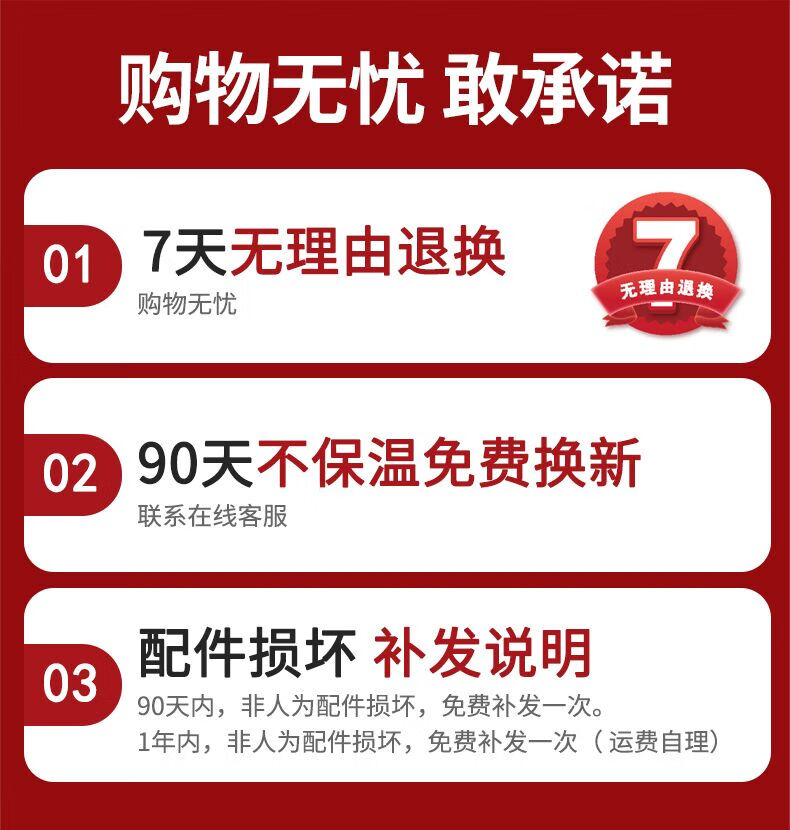 购物无忧 敢承诺
01
7天无理由退换
购物无忧
7
无理由退换
02
90天不保温免费换新
联系在线客服
03
配件损坏 补发说明
90天内，非人为配件损坏，免费补发一次。
1年内，非人为配件损坏，免费补发一次（运费自理）